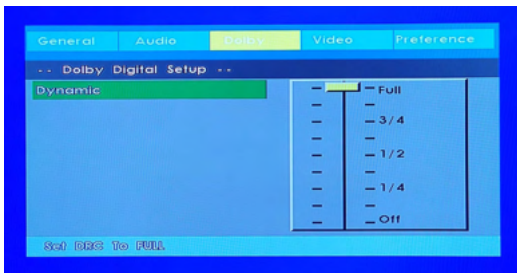 General Audio Dolby Video Preference
-- Dolby Digital Setup --
Dynamic
Full
3/4
1/2
1/4
Off
Set DRC To FULL